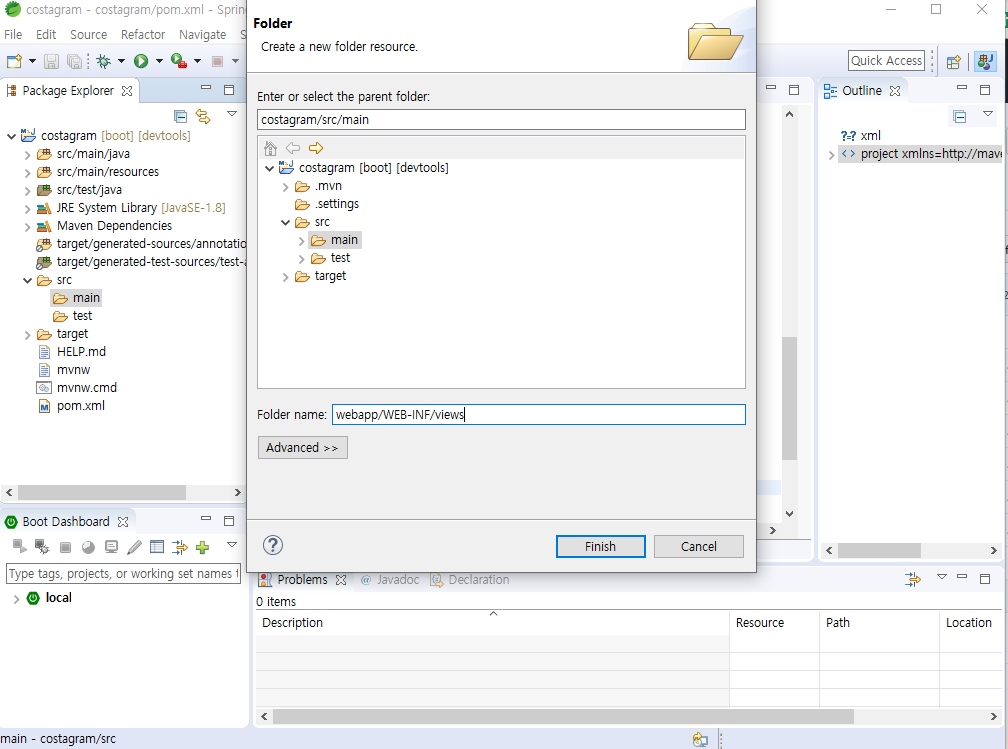 costagram - costagram/pom.xml - Sprin
File Edit Source Refactor Navigate S
Quick Access
Package Explorer
costagram [boot] [devtools]
src/main/java
src/main/resources
src/test/java
JRE System Library [JavaSE-1.8]
Maven Dependencies
target/generated-sources/annotatio
target/generated-test-sources/test-a
src
main
test
target
HELP.md
mvnw
mvnw.cmd
pom.xml
Boot Dashboard
Type tags, projects, or working set names
local
Folder
Create a new folder resource.
Enter or select the parent folder:
costagram/src/main
costagram [boot] [devtools]
.mvn
.settings
src
main
test
target
Folder name: webapp/WEB-INF/views
Advanced >>
Finish Cancel
Outline
?=? xml
<> project xmlns=http://mave
Problems @ Javadoc Declaration
0 items
Description Resource Path Location
main - costagram/src